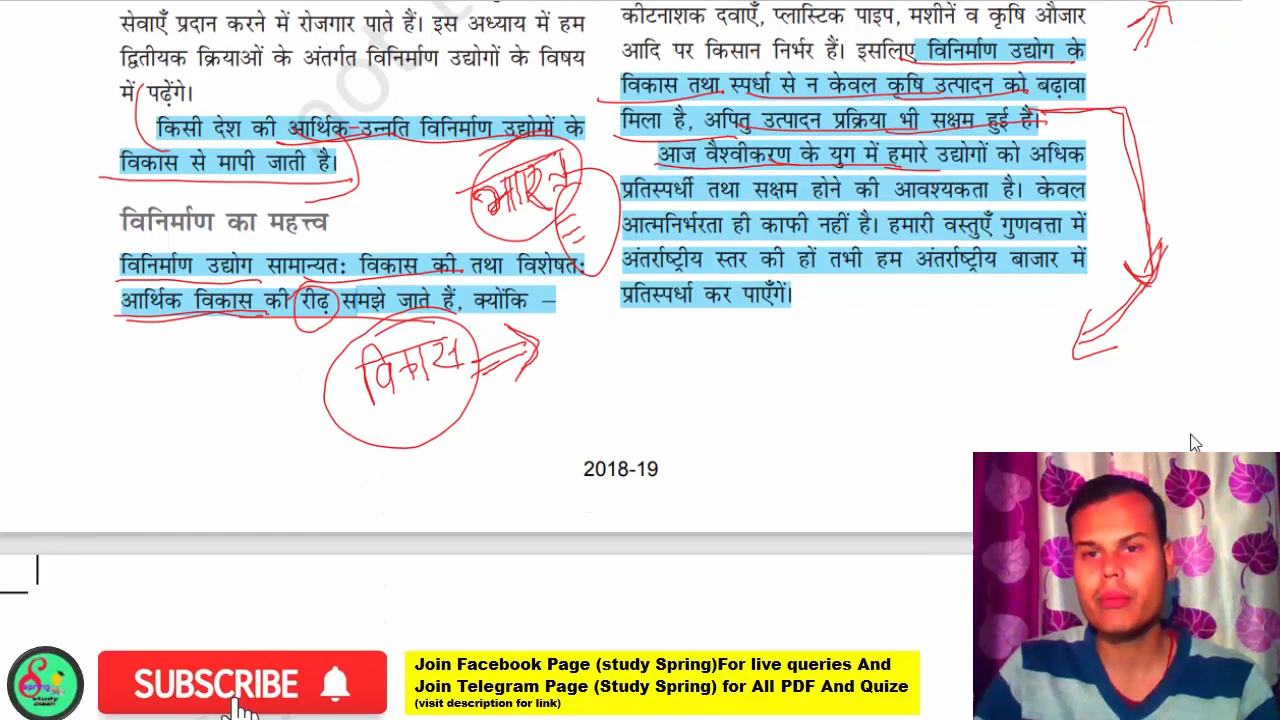 सेवाएँ प्रदान करने में रोजगार पाते हैं। इस अध्याय में हम
द्वितीयक क्रियाओं के अंतर्गत विनिर्माण उद्योगों के विषय
में पढ़ेंगे।
किसी देश की आर्थिक-उन्नति विनिर्माण उद्योगों के
विकास से मापी जाती है।
विनिर्माण का महत्त्व
विनिर्माण उद्योग सामान्यत: विकास की तथा विशेषत:
आर्थिक विकास की रीढ़ समझे जाते हैं, क्योंकि –
विकास
कीटनाशक दवाएँ, प्लास्टिक पाइप, मशीनें व कृषि औजार
आदि पर किसान निर्भर हैं। इसलिए विनिर्माण उद्योग के
विकास तथा स्पर्धा से न केवल कृषि उत्पादन को बढ़ावा
मिला है, अपितु उत्पादन प्रक्रिया भी सक्षम हुई है।
आज वैश्वीकरण के युग में हमारे उद्योगों को अधिक
प्रतिस्पर्धी तथा सक्षम होने की आवश्यकता है। केवल
आत्मनिर्भरता ही काफी नहीं है। हमारी वस्तुएँ गुणवत्ता में
अंतर्राष्ट्रीय स्तर की हों तभी हम अंतर्राष्ट्रीय बाजार में
प्रतिस्पर्धा कर पाएँगें।
2018-19
Spring
study
SUBSCRIBE
Join Facebook Page (study Spring)For live queries And
Join Telegram Page (Study Spring) for All PDF And Quize
(visit description for link)